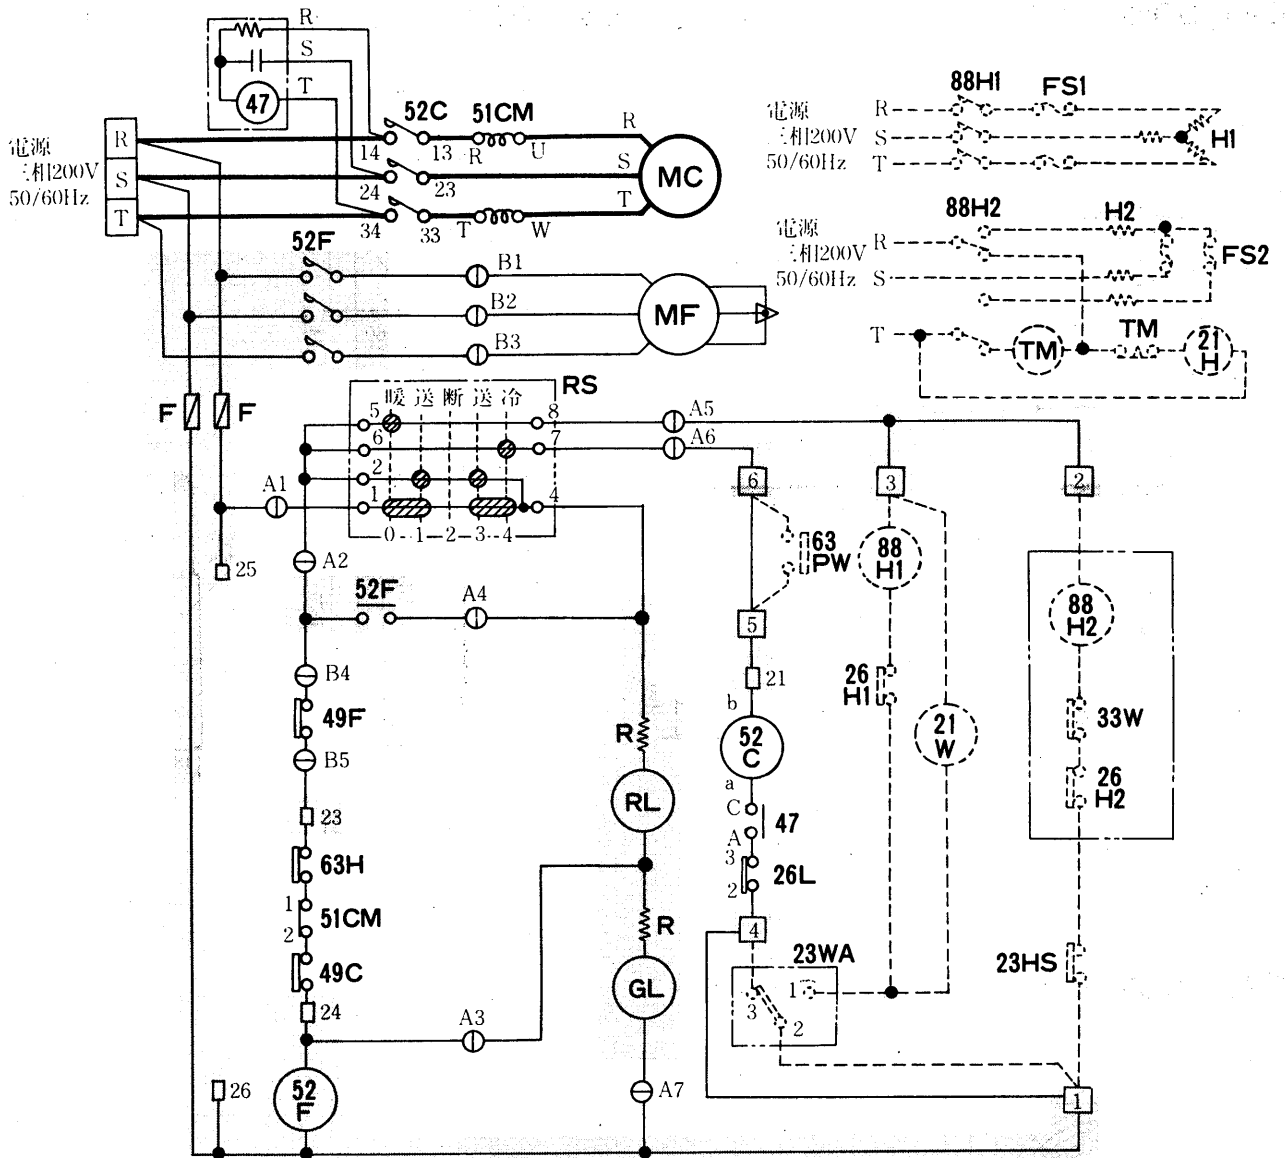 R
S
T
47
電源
三相200V
50/60Hz
R
S
T
52C
51CM
14
13
R
U
R
24
23
S
34
33
T
W
T
MC
88H1
FS1
電源
三相200V
50/60Hz
R
S
T
H1
88H2
H2
電源
三相200V
50/60Hz
R
S
T
FS2
TM
TM
21
H
52F
B1
B2
B3
MF
F
F
RS
暖 送 断 送 冷
5
8
6
7
2
1
4
0 1 2 3 4
A5
A6
A1
25
A2
52F
A4
B4
49F
B5
23
63H
1
51CM
2
49C
24
52
F
26
A3
R
RL
R
GL
A7
6
63
PW
5
21
b
52
C
a
C
47
A
3
26L
2
4
23WA
3
1
2
3
88
H1
26
H1
21
W
2
88
H2
33W
26
H2
23HS
1